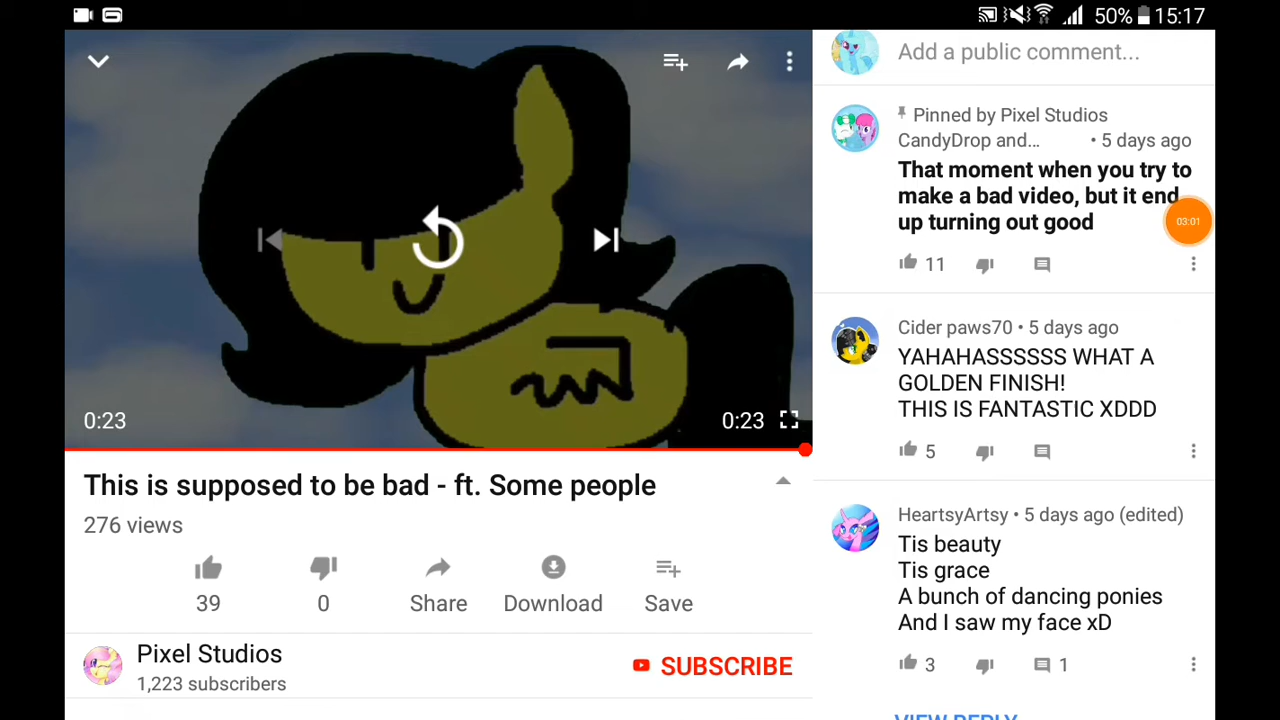 50% 15:17
Add a public comment...
Pinned by Pixel Studios
CandyDrop and... • 5 days ago
That moment when you try to
make a bad video, but it end
up turning out good
03:01
11
Cider paws70 • 5 days ago
YAHAHASSSSSS WHAT A
GOLDEN FINISH!
THIS IS FANTASTIC XDDD
5
HeartsyArtsy • 5 days ago (edited)
Tis beauty
Tis grace
A bunch of dancing ponies
And I saw my face xD
3 1
VIEW REPLY
0:23 0:23
This is supposed to be bad - ft. Some people
276 views
39 0 Share Download Save
Pixel Studios
1,223 subscribers
SUBSCRIBE